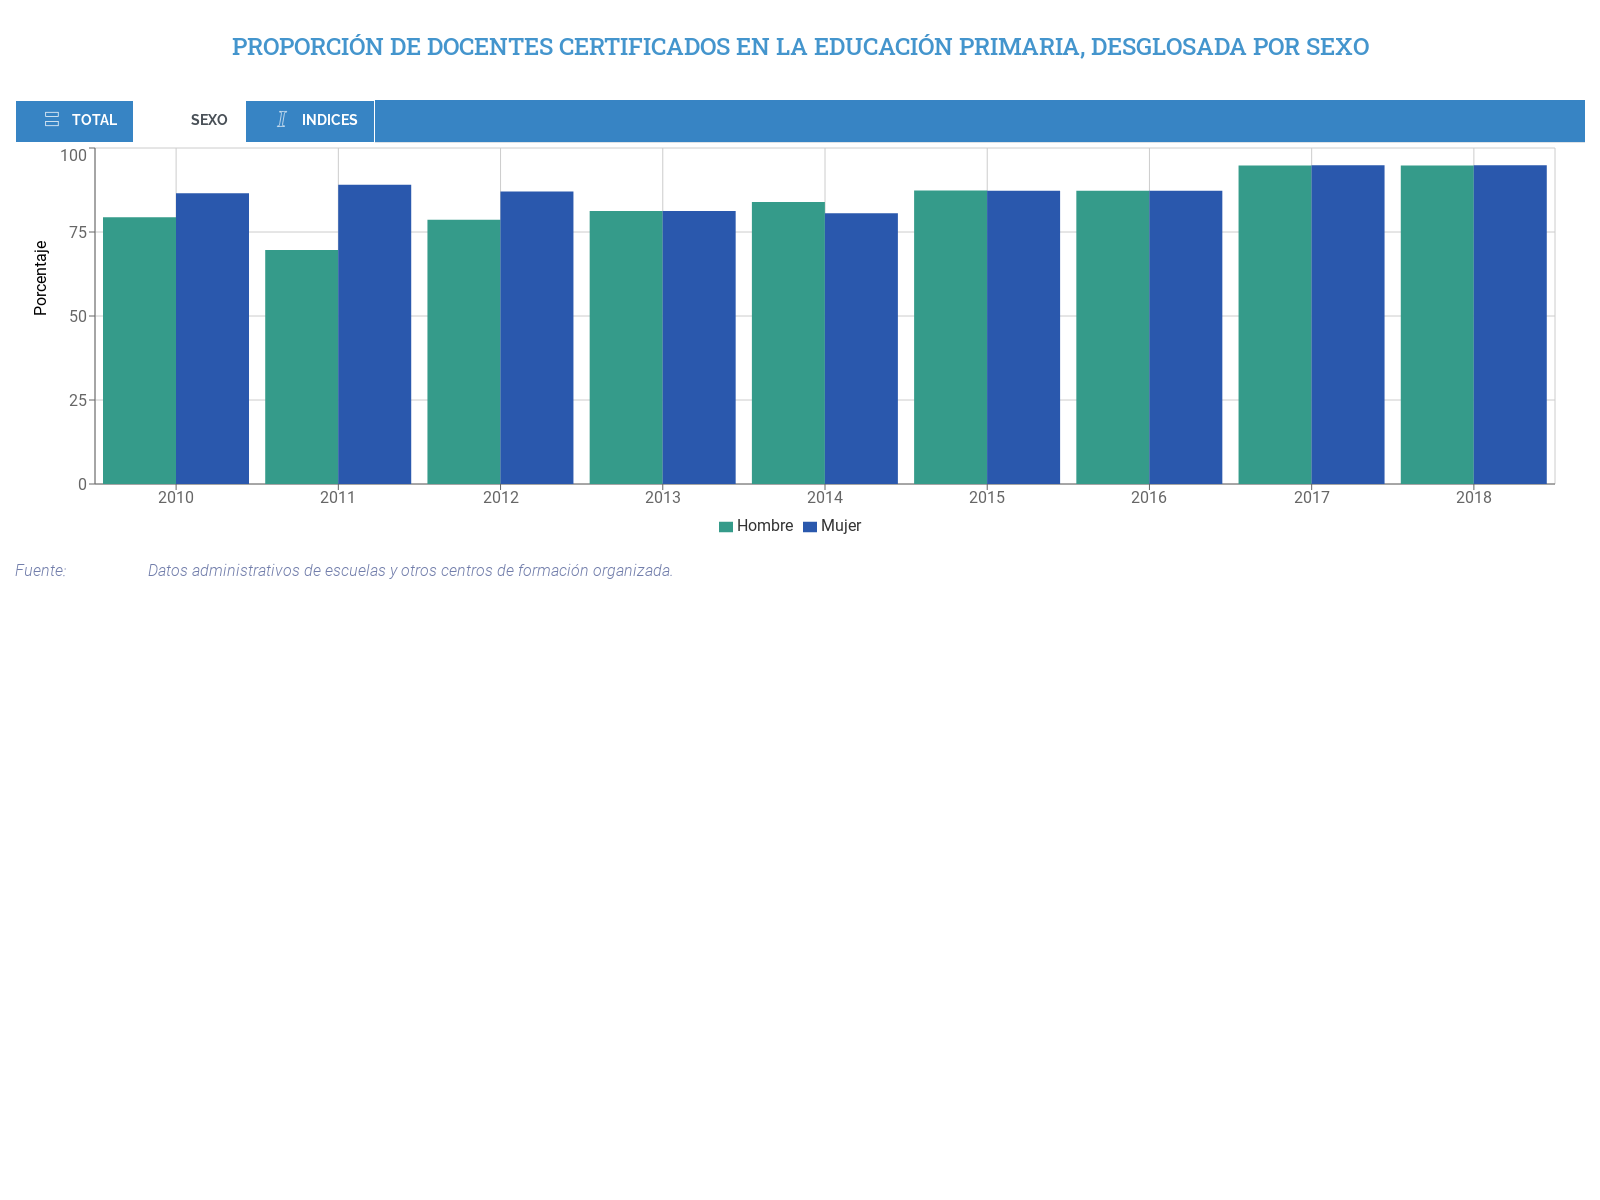 PROPORCIÓN DE DOCENTES CERTIFICADOS EN LA EDUCACIÓN PRIMARIA, DESGLOSADA POR SEXO
TOTAL SEXO INDICES
100
75
50
25
0
Porcentaje
2010 2011 2012 2013 2014 2015 2016 2017 2018
Hombre Mujer
Fuente: Datos administrativos de escuelas y otros centros de formación organizada.